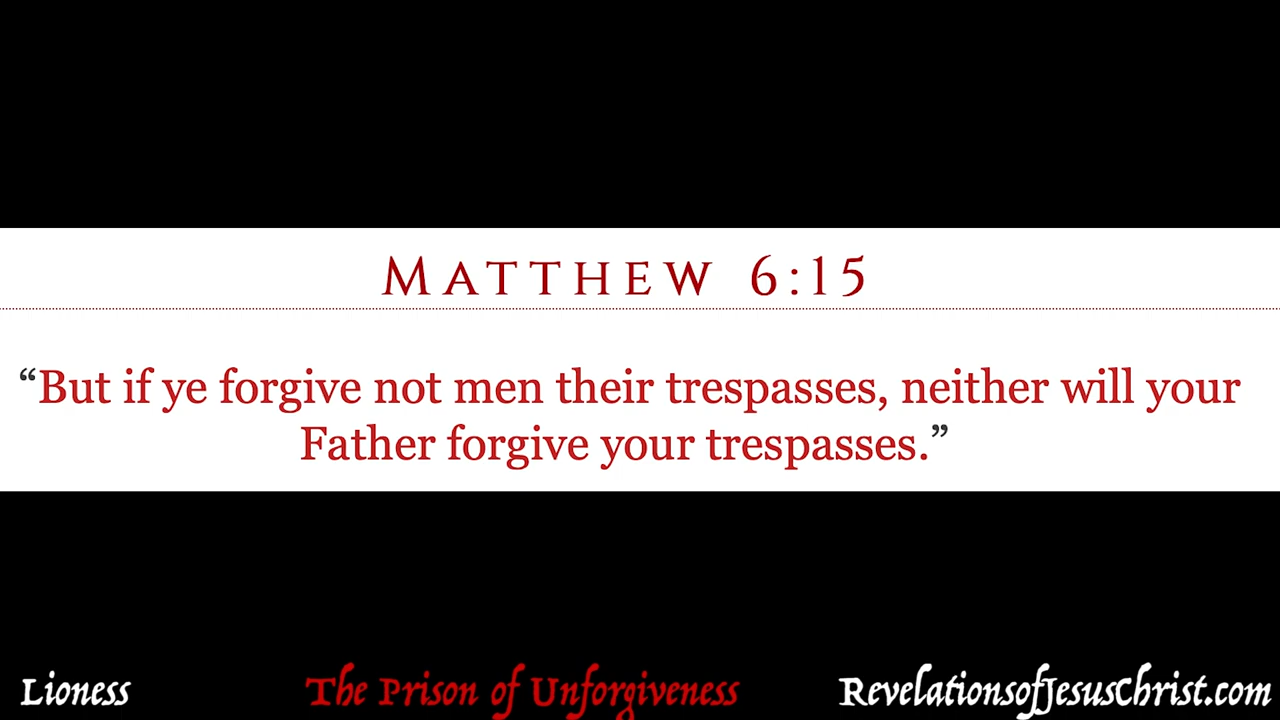 Matthew 6:15
“But if ye forgive not men their trespasses, neither will your
Father forgive your trespasses.”
Lioness
The Prison of Unforgiveness
RevelationsofJesusChrist.com